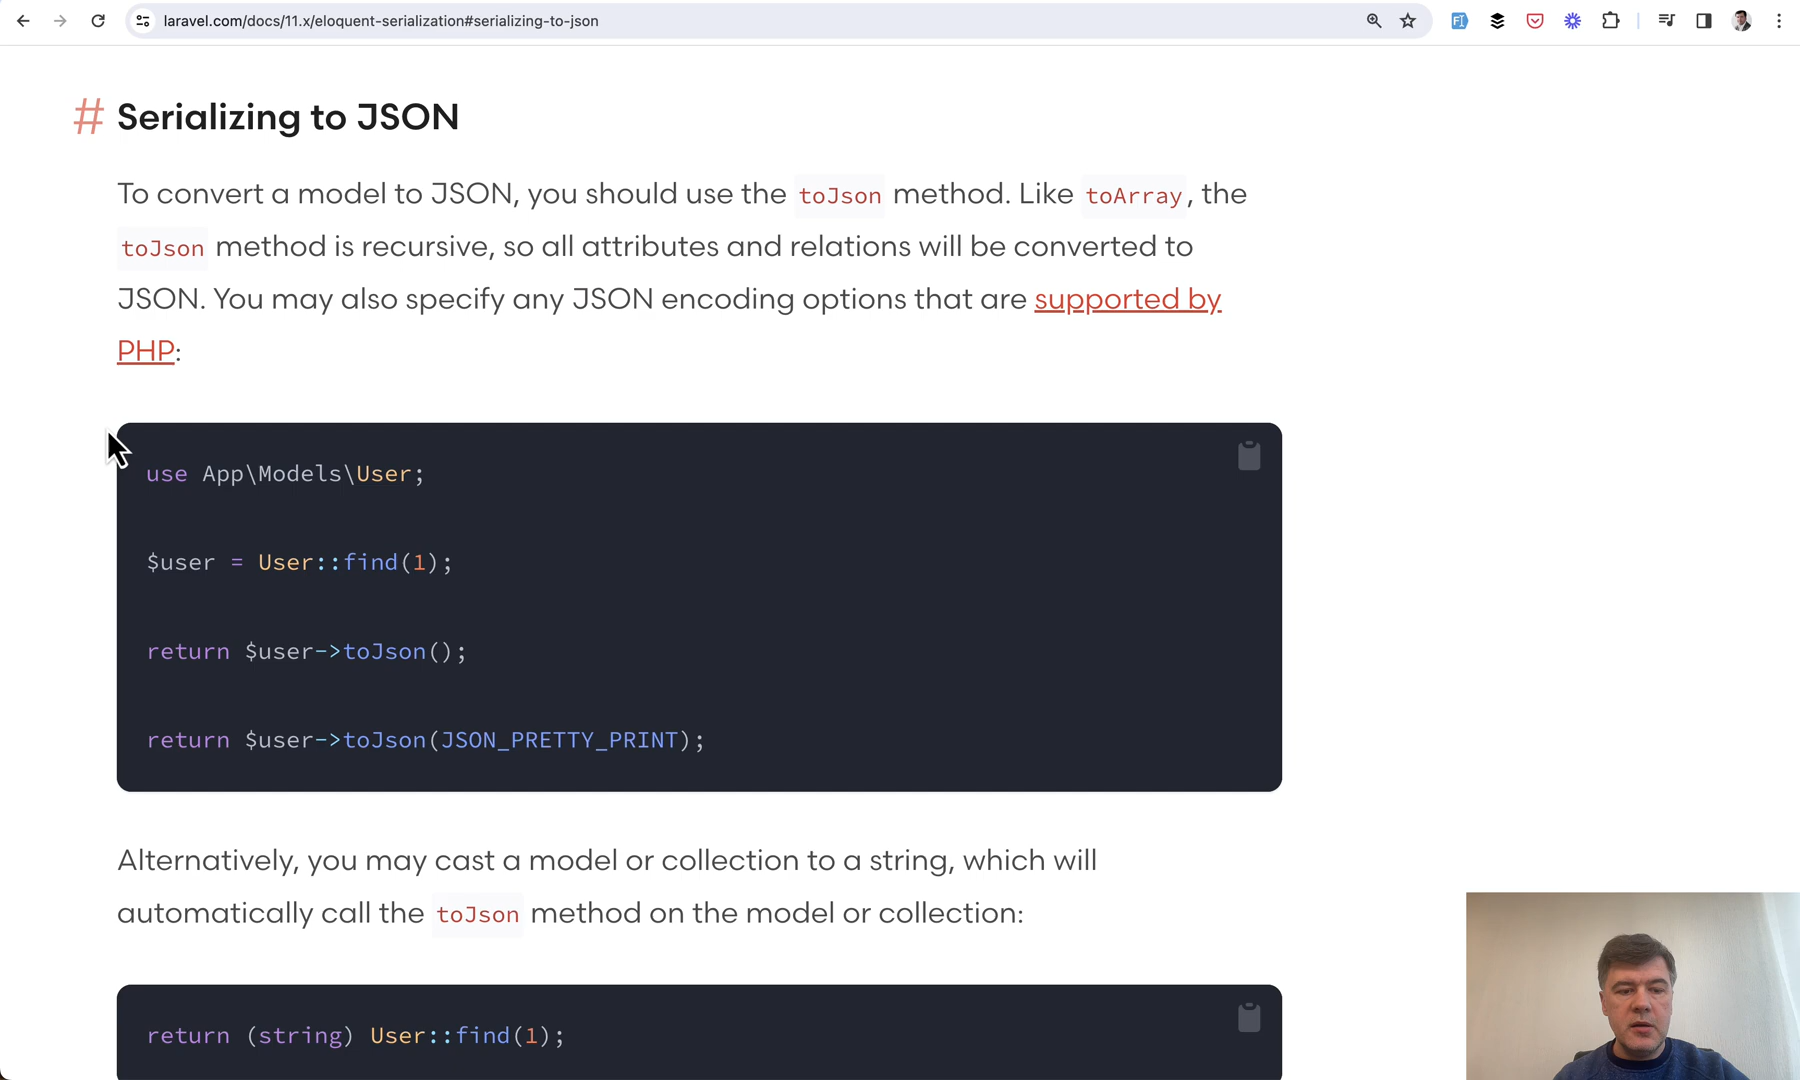 laravel.com/docs/11.x/eloquent-serialization#serializing-to-json
# Serializing to JSON
To convert a model to JSON, you should use the toJson method. Like toArray, the
toJson method is recursive, so all attributes and relations will be converted to
JSON. You may also specify any JSON encoding options that are supported by
PHP:
use App\Models\User;
$user = User::find(1);
return $user->toJson();
return $user->toJson(JSON_PRETTY_PRINT);
Alternatively, you may cast a model or collection to a string, which will
automatically call the toJson method on the model or collection:
return (string) User::find(1);